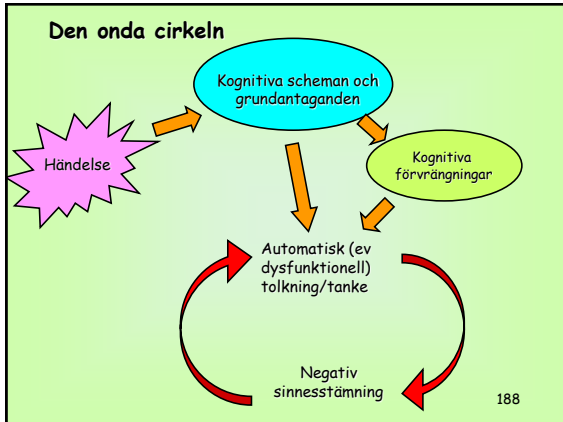 Den onda cirkeln
Kognitiva scheman och
grundantaganden
Händelse
Kognitiva
förvrängningar
Automatisk (ev
dysfunktionell)
tolkning/tanke
Negativ
sinnesstämning
188